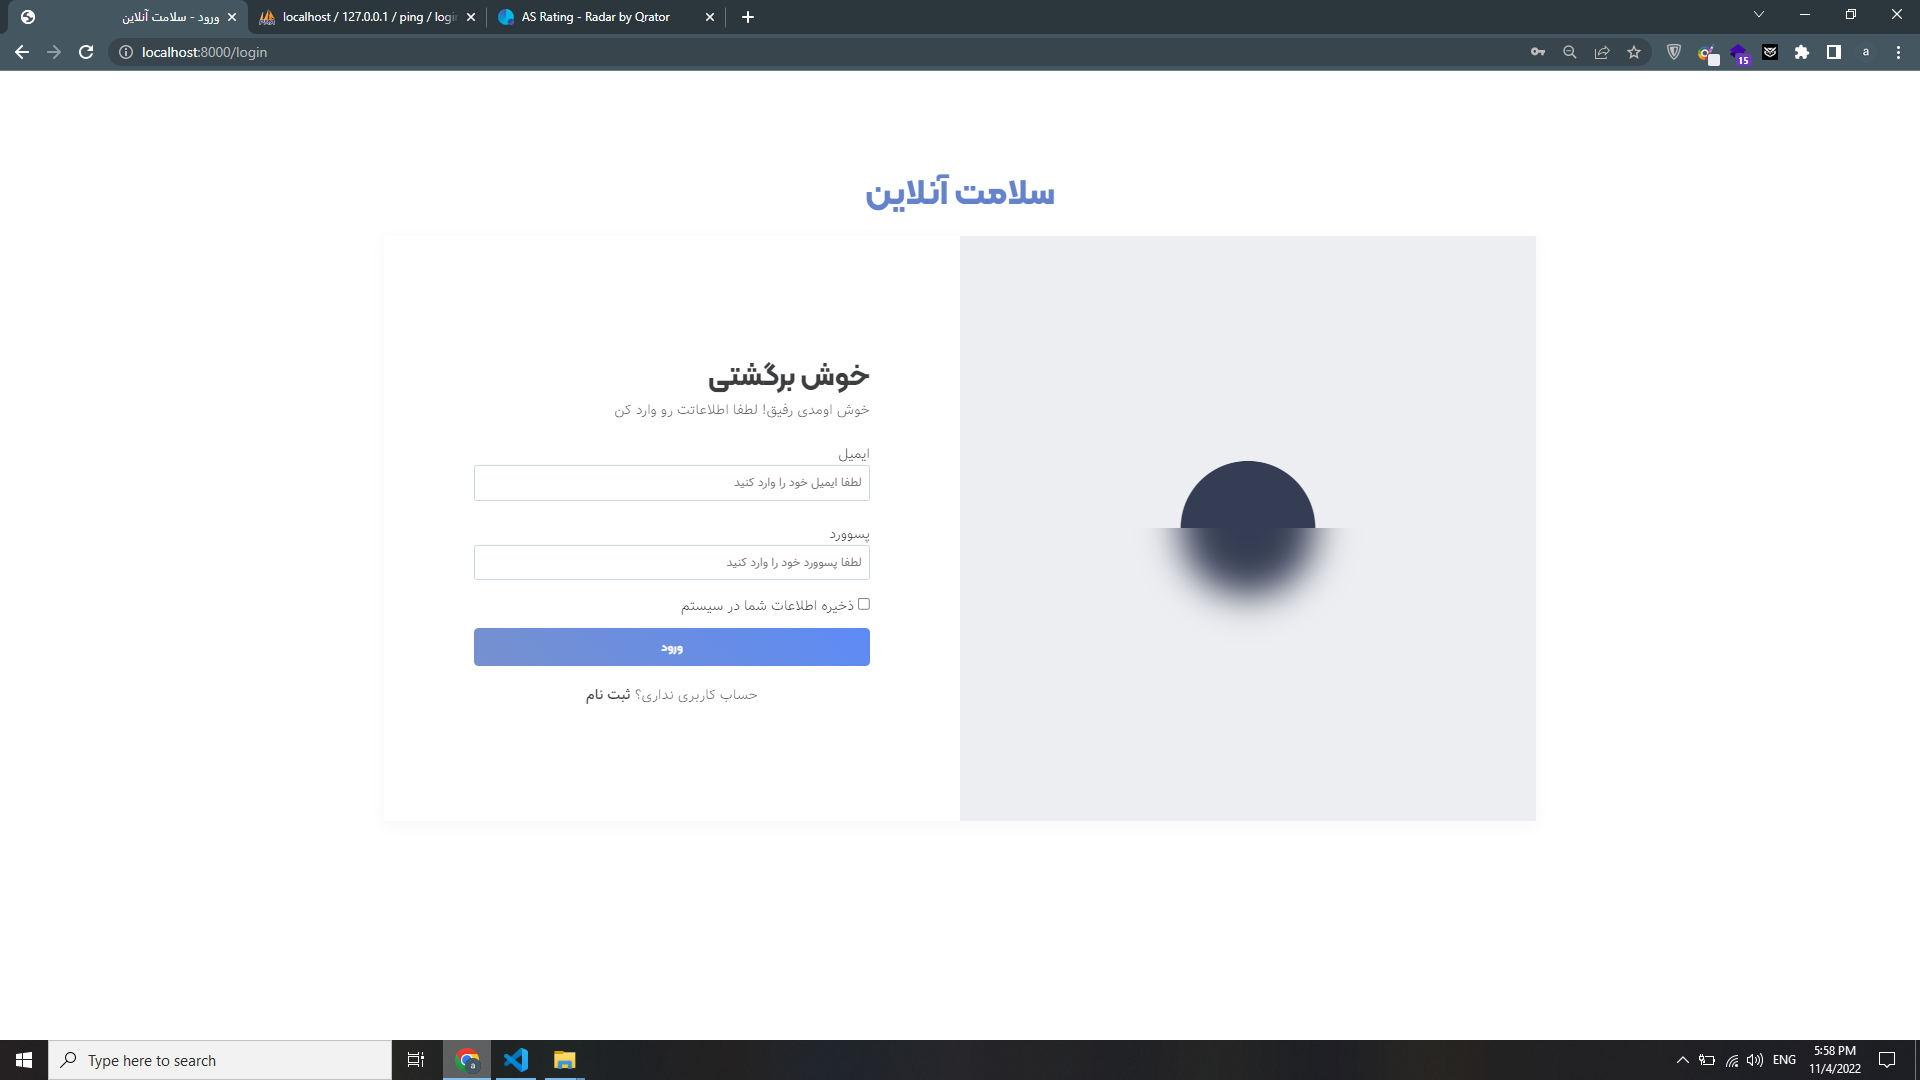 ورود - سلامت آنلاین
localhost / 127.0.0.1 / ping / login
AS Rating - Radar by Qrator
localhost:8000/login
15
a
سلامت آنلاین
خوش برگشتی
خوش اومدی رفیق! لطفا اطلاعاتت رو وارد کن
ایمیل
لطفا ایمیل خود را وارد کنید
پسوورد
لطفا پسوورد خود را وارد کنید
ذخیره اطلاعات شما در سیستم
ورود
حساب کاربری نداری؟ ثبت نام
Type here to search
a
ENG
5:58 PM
11/4/2022